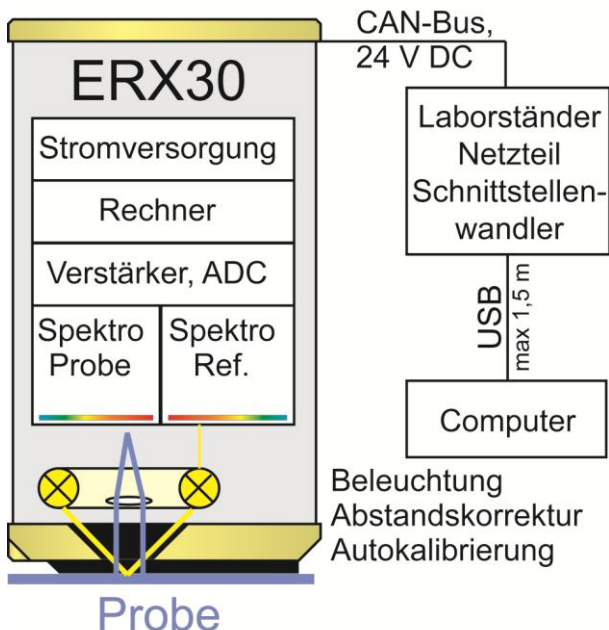 ERX30
Stromversorgung
Rechner
Verstärker, ADC
Spektro
Probe
Spektro
Ref.
Probe
CAN-Bus,
24 V DC
Laborständer
Netzteil
Schnittstellen-
wandler
USB
max 1,5 m
Computer
Beleuchtung
Abstandskorrektur
Autokalibrierung